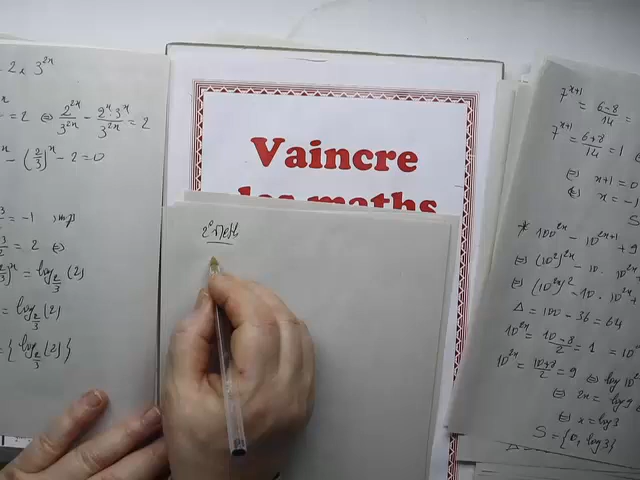 2 × 3^{2x}
= 2 ⇔ 2^{2x}/3^{2x} - 2^x 3^x/3^{2x} = 2
- (2/3)^x - 2 = 0
= -1
= 2 ⇔
= log_{2/3}(2)
= log_{2/3}(2)
= { log_{2/3}(2) }
Vaincre
les maths
7^{x+1} = 6-8/14 =
7^{x+1} = 6+8/14 = 1
⇔ x+1 =
⇔ x = -1
S
* 100^{2x} - 10^{2x+1} + 9
⇔ (10^2)^{2x} - 10 · 10^{2x} +
⇔ (10^{2x})^2 - 10 · 10^{2x} +
Δ = 100 - 36 = 64
10^{2x} = 10-8/2 = 1 = 10
10^{2x} = 10+8/2 = 9 ⇔ log 10^2
⇔ 2x = log 9
⇔ x = log 3
S = {0, log 3}